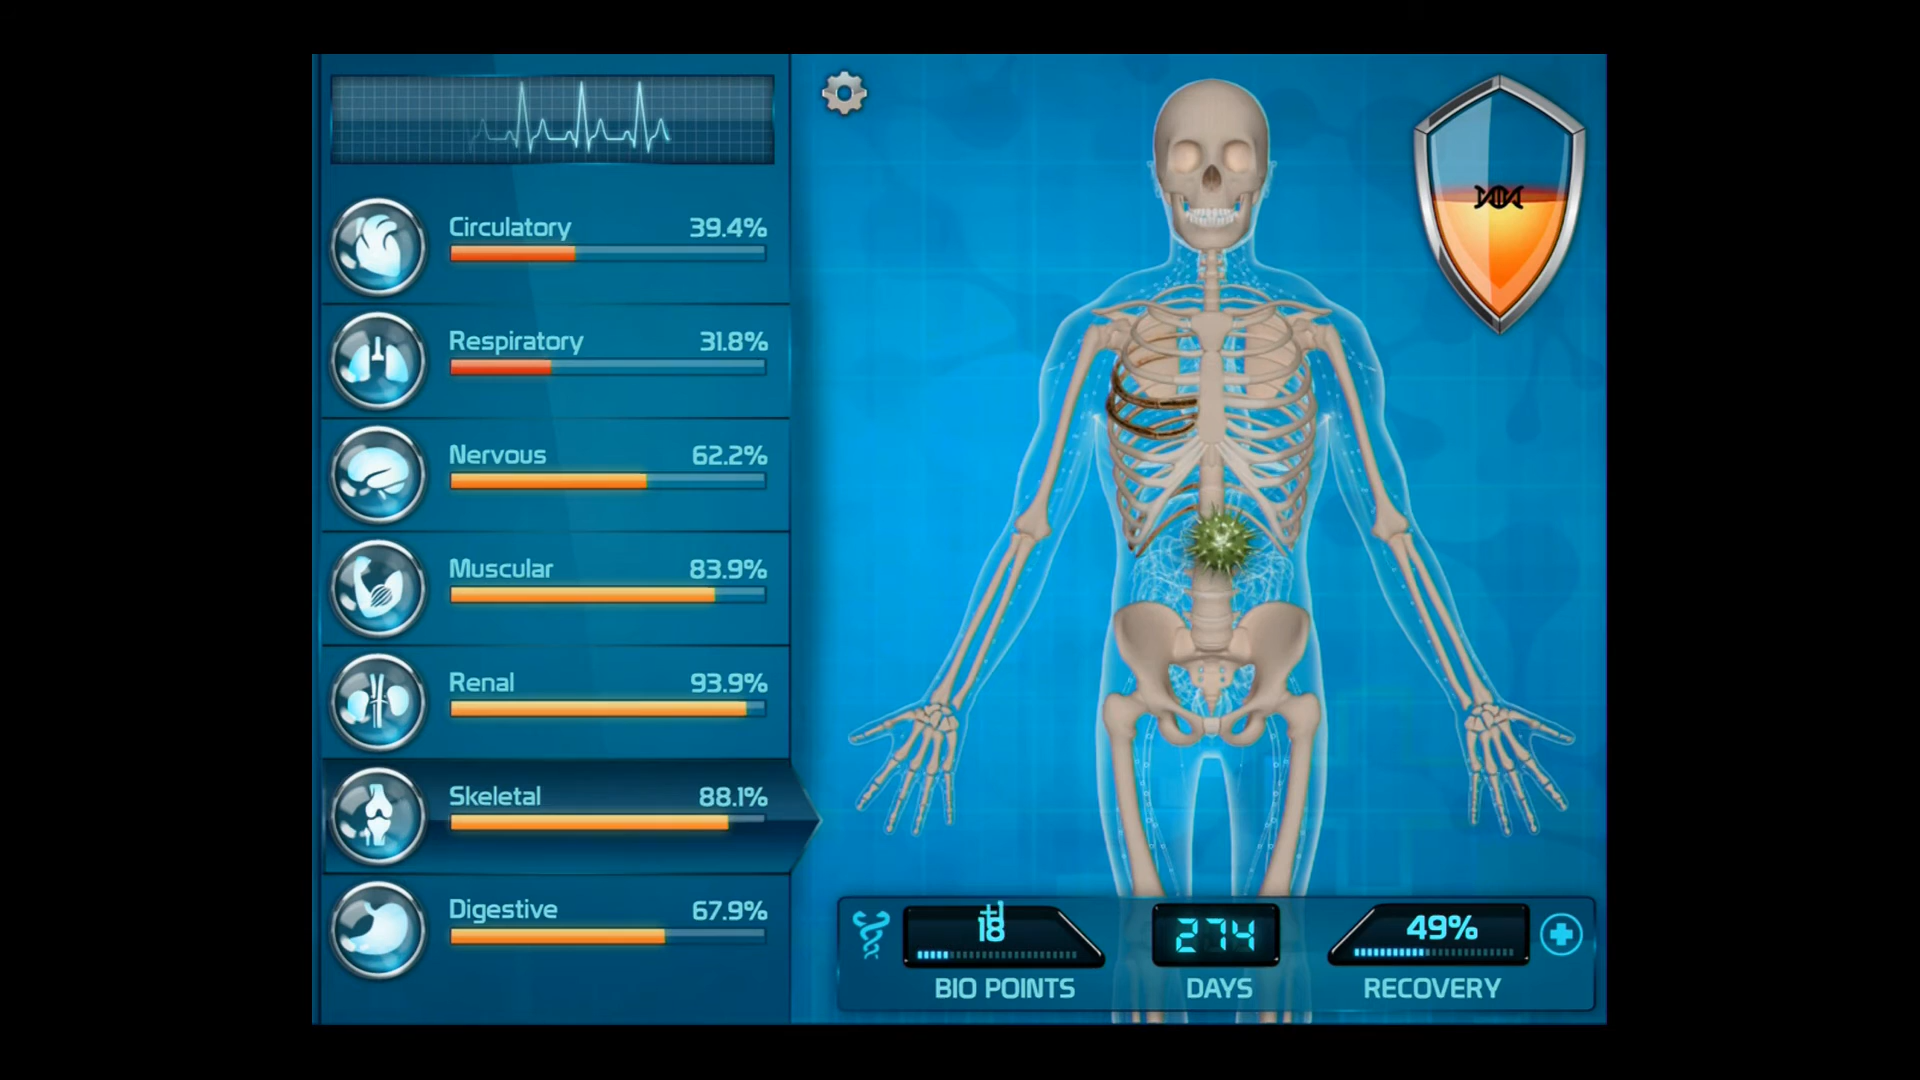 Circulatory 39.4%
Respiratory 31.8%
Nervous 62.2%
Muscular 83.9%
Renal 93.9%
Skeletal 88.1%
Digestive 67.9%
18 274 49%
BIO POINTS DAYS RECOVERY